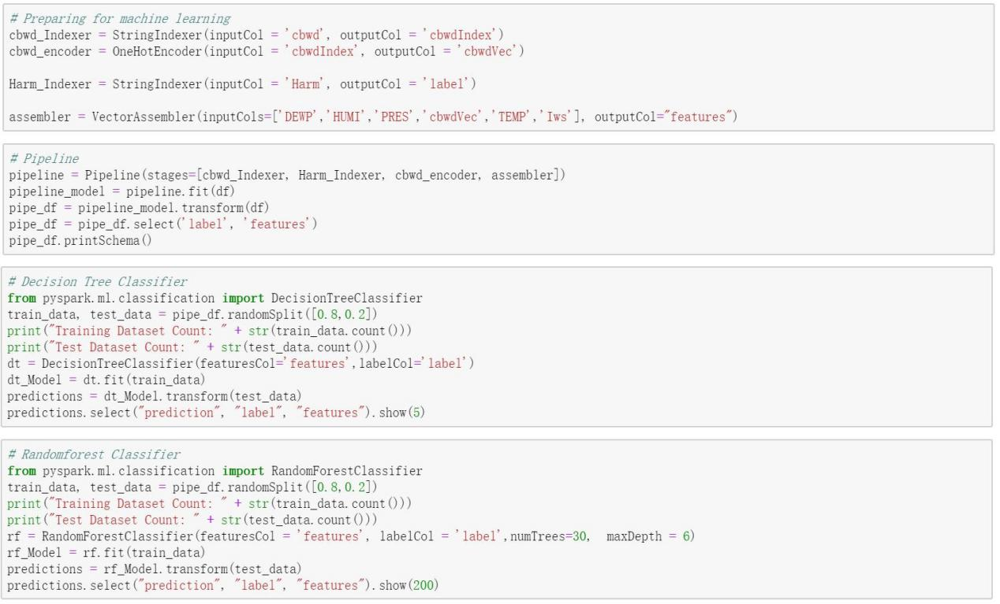 # Preparing for machine learning
cbwd_Indexer = StringIndexer(inputCol = 'cbwd', outputCol = 'cbwdIndex')
cbwd_encoder = OneHotEncoder(inputCol = 'cbwdIndex', outputCol = 'cbwdVec')
Harm_Indexer = StringIndexer(inputCol = 'Harm', outputCol = 'label')
assembler = VectorAssembler(inputCols=['DEWP','HUMI','PRES','cbwdVec','TEMP','Iws'], outputCol="features")
# Pipeline
pipeline = Pipeline(stages=[cbwd_Indexer, Harm_Indexer, cbwd_encoder, assembler])
pipeline_model = pipeline.fit(df)
pipe_df = pipeline_model.transform(df)
pipe_df = pipe_df.select('label', 'features')
pipe_df.printSchema()
# Decision Tree Classifier
from pyspark.ml.classification import DecisionTreeClassifier
train_data, test_data = pipe_df.randomSplit([0.8,0.2])
print("Training Dataset Count: " + str(train_data.count()))
print("Test Dataset Count: " + str(test_data.count()))
dt = DecisionTreeClassifier(featuresCol='features',labelCol='label')
dt_Model = dt.fit(train_data)
predictions = dt_Model.transform(test_data)
predictions.select("prediction", "label", "features").show(5)
# Randomforest Classifier
from pyspark.ml.classification import RandomForestClassifier
train_data, test_data = pipe_df.randomSplit([0.8,0.2])
print("Training Dataset Count: " + str(train_data.count()))
print("Test Dataset Count: " + str(test_data.count()))
rf = RandomForestClassifier(featuresCol = 'features', labelCol = 'label',numTrees=30,  maxDepth = 6)
rf_Model = rf.fit(train_data)
predictions = rf_Model.transform(test_data)
predictions.select("prediction", "label", "features").show(200)